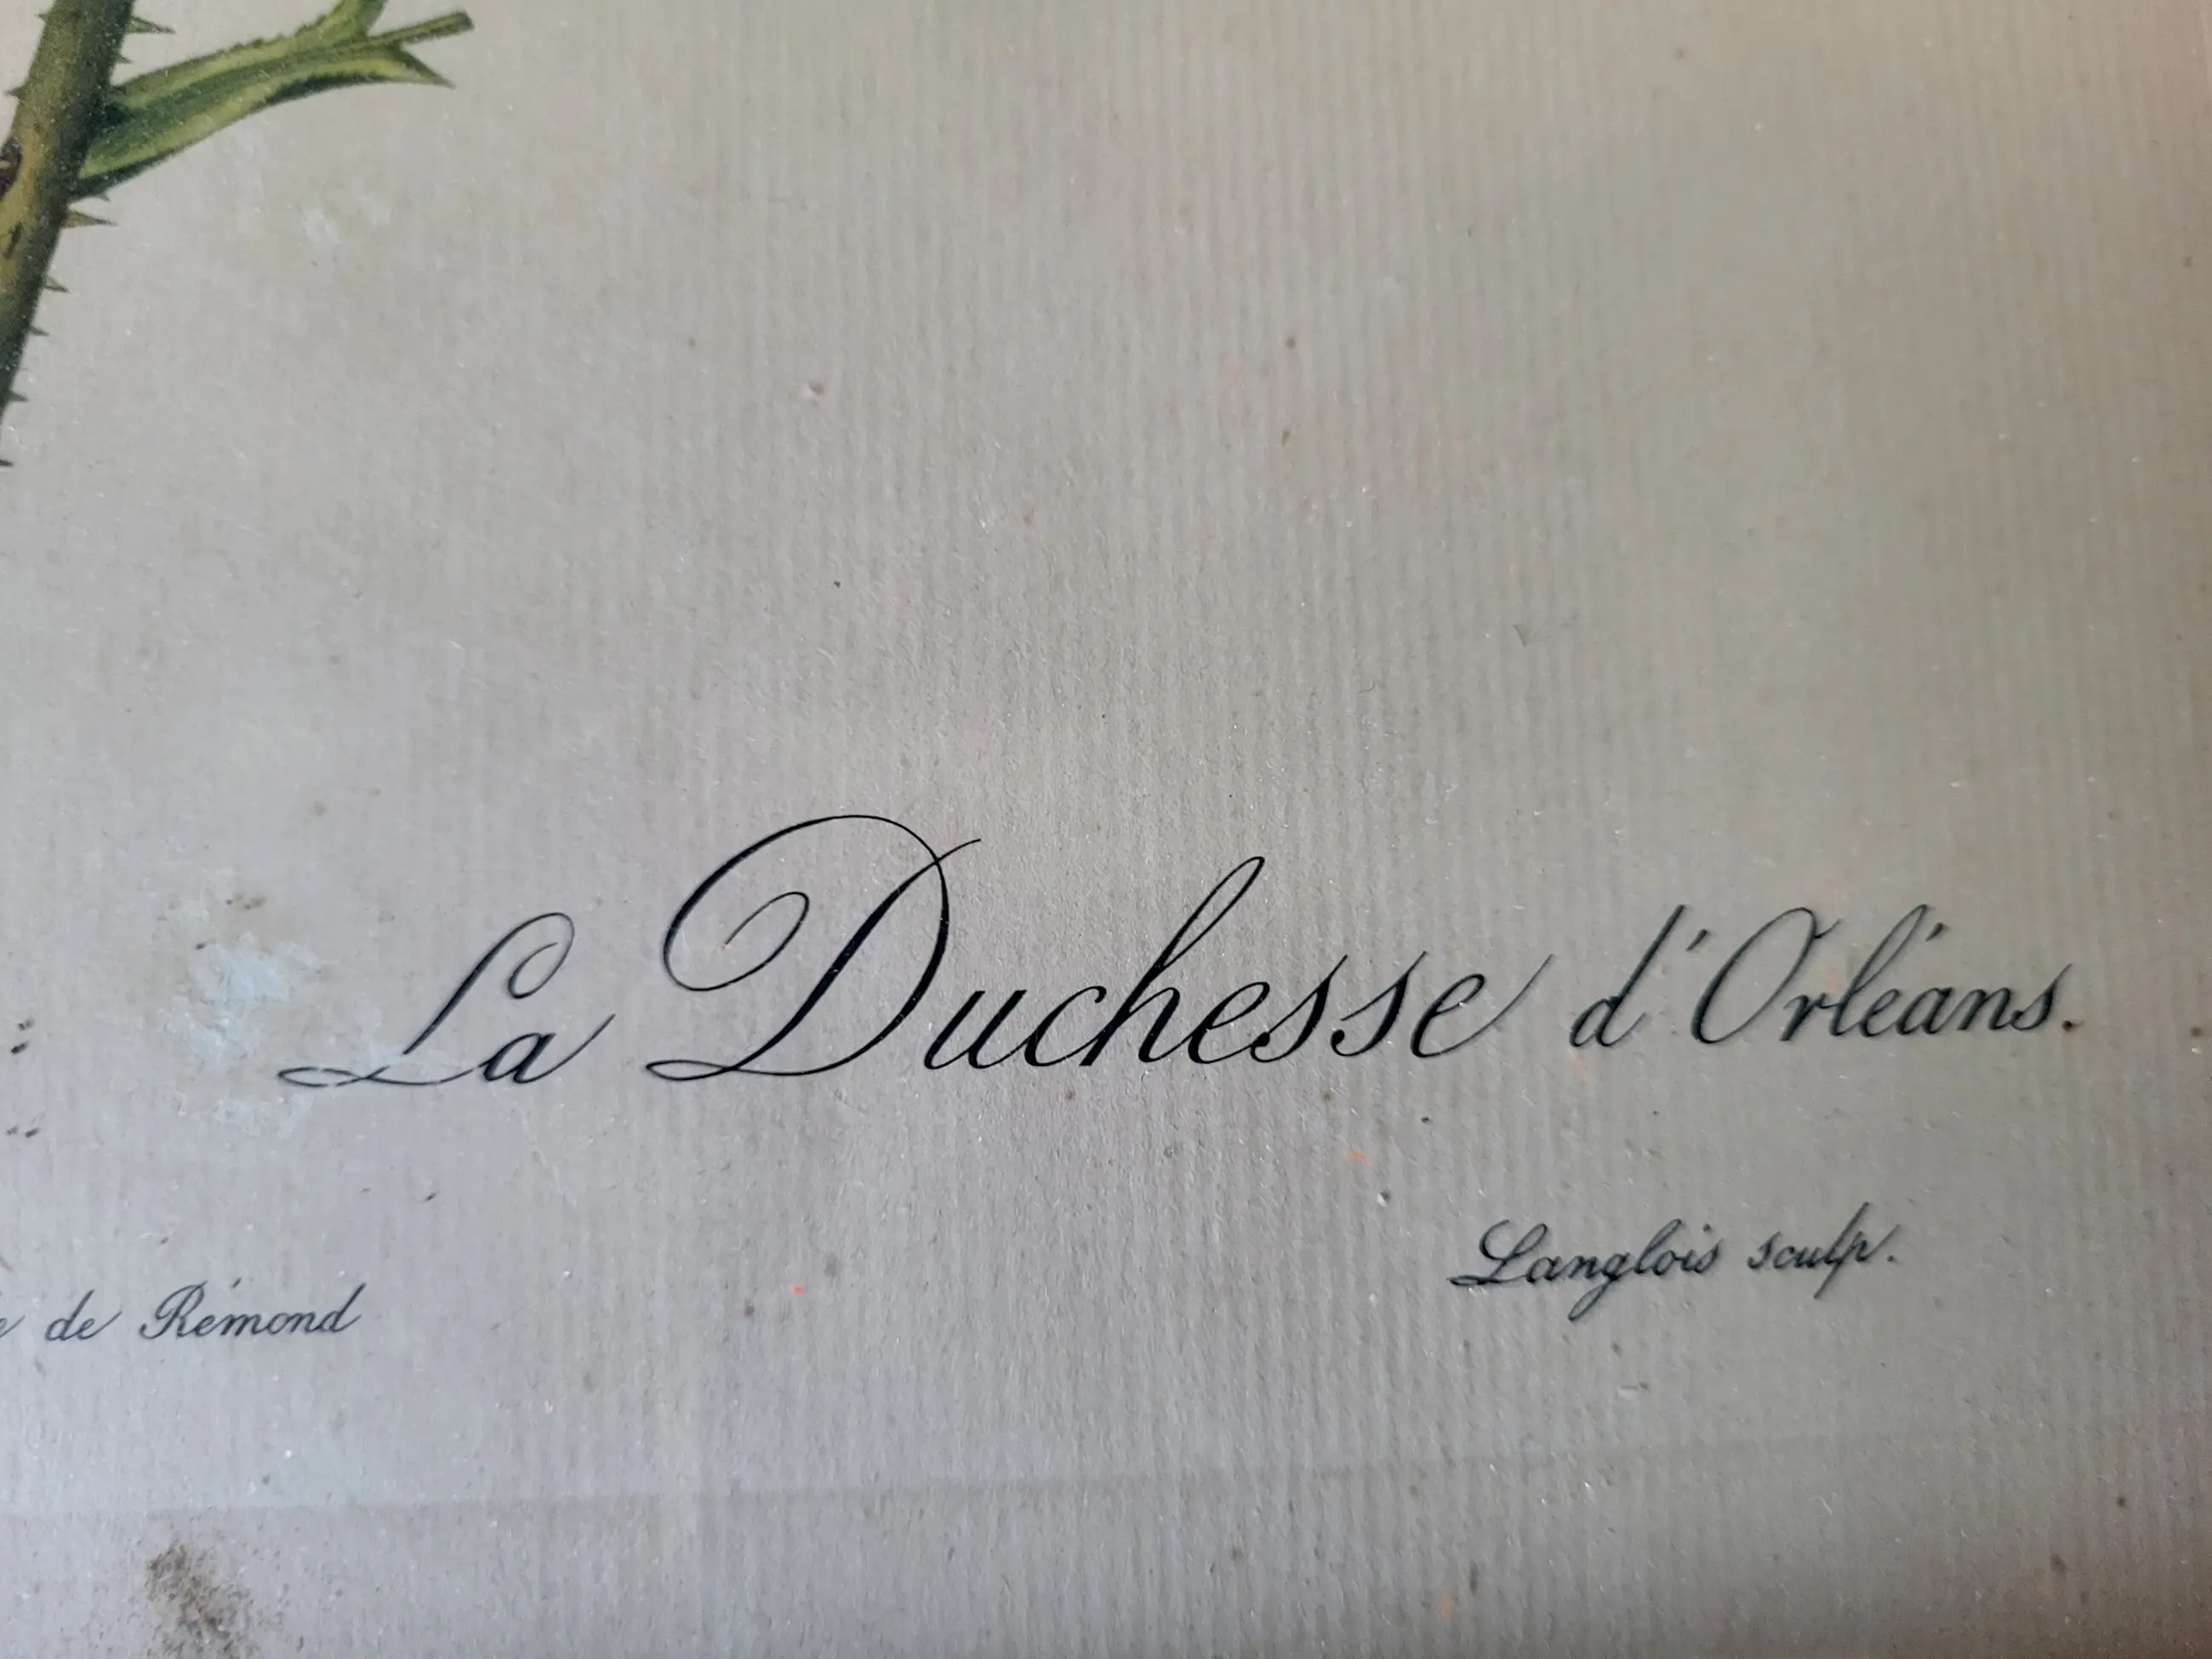 La Duchesse d'Orléans.
Langlois sculp.
de Rémond